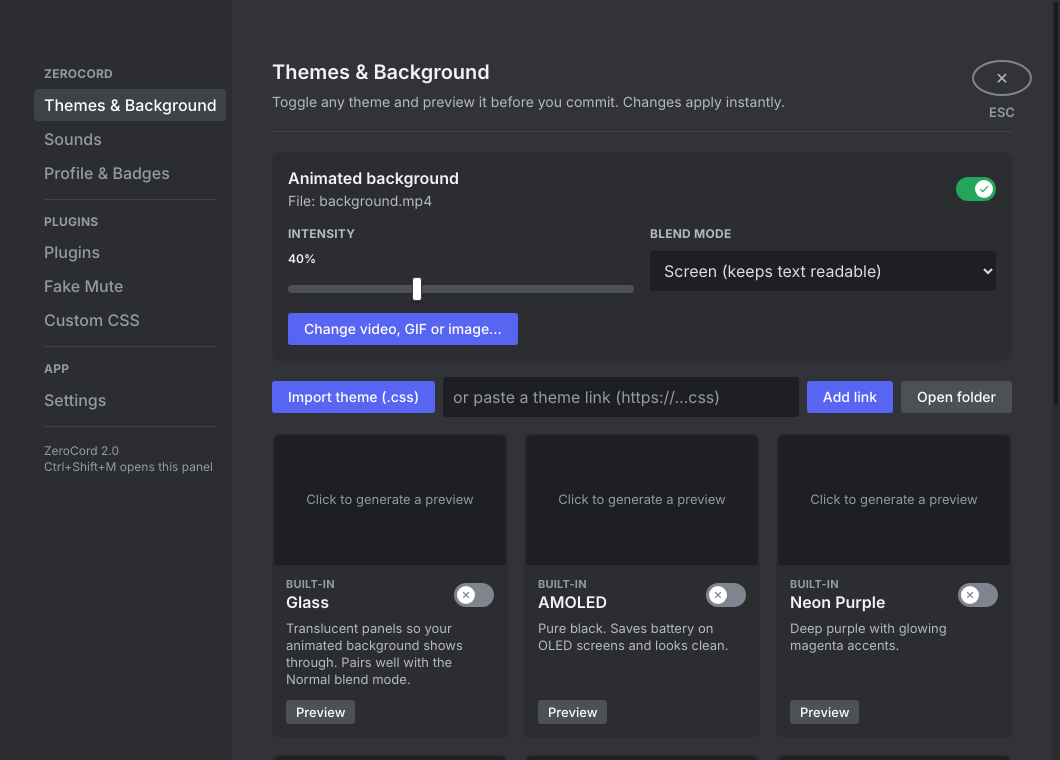 ZEROCORD
Themes & Background
Sounds
Profile & Badges
PLUGINS
Plugins
Fake Mute
Custom CSS
APP
Settings
ZeroCord 2.0
Ctrl+Shift+M opens this panel
Themes & Background
Toggle any theme and preview it before you commit. Changes apply instantly.
ESC
Animated background
File: background.mp4
INTENSITY
40%
BLEND MODE
Screen (keeps text readable)
Change video, GIF or image...
Import theme (.css)
or paste a theme link (https://...css)
Add link
Open folder
Click to generate a preview
BUILT-IN
Glass
Translucent panels so your
animated background shows
through. Pairs well with the
Normal blend mode.
Preview
Click to generate a preview
BUILT-IN
AMOLED
Pure black. Saves battery on
OLED screens and looks clean.
Preview
Click to generate a preview
BUILT-IN
Neon Purple
Deep purple with glowing
magenta accents.
Preview